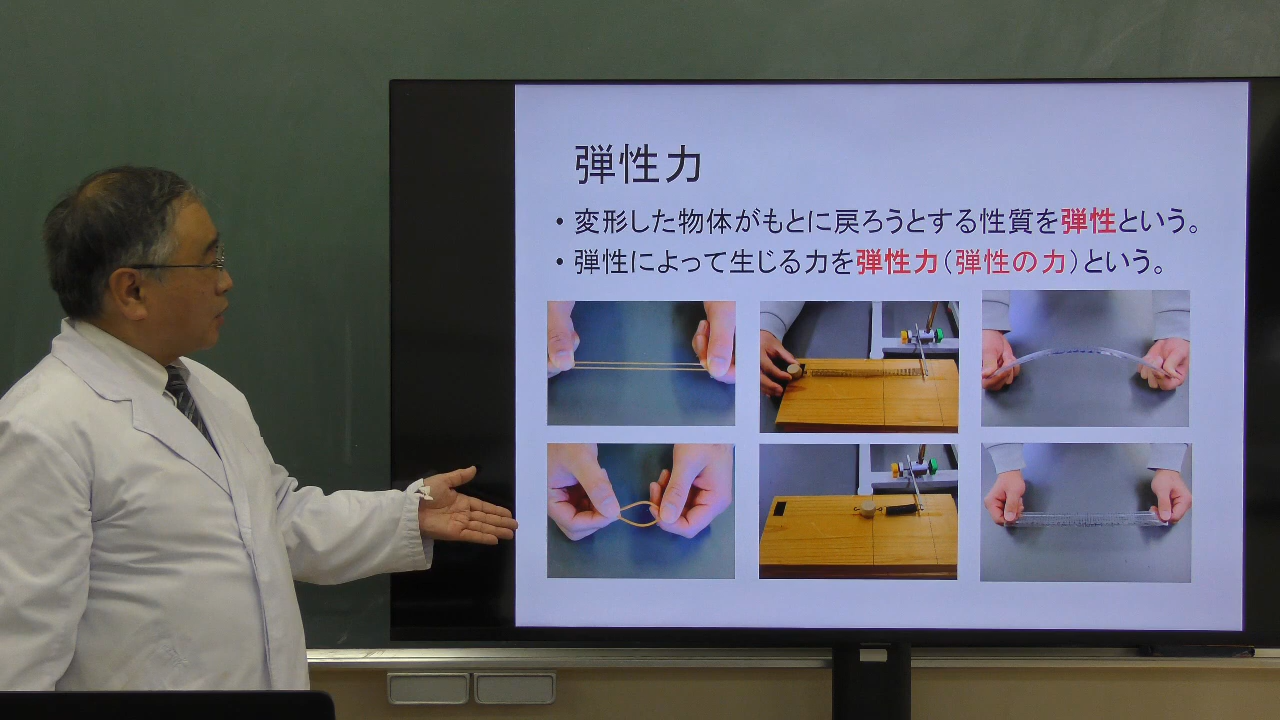 弾性力
• 変形した物体がもとに戻ろうとする性質を弾性という。
• 弾性によって生じる力を弾性力(弾性の力)という。